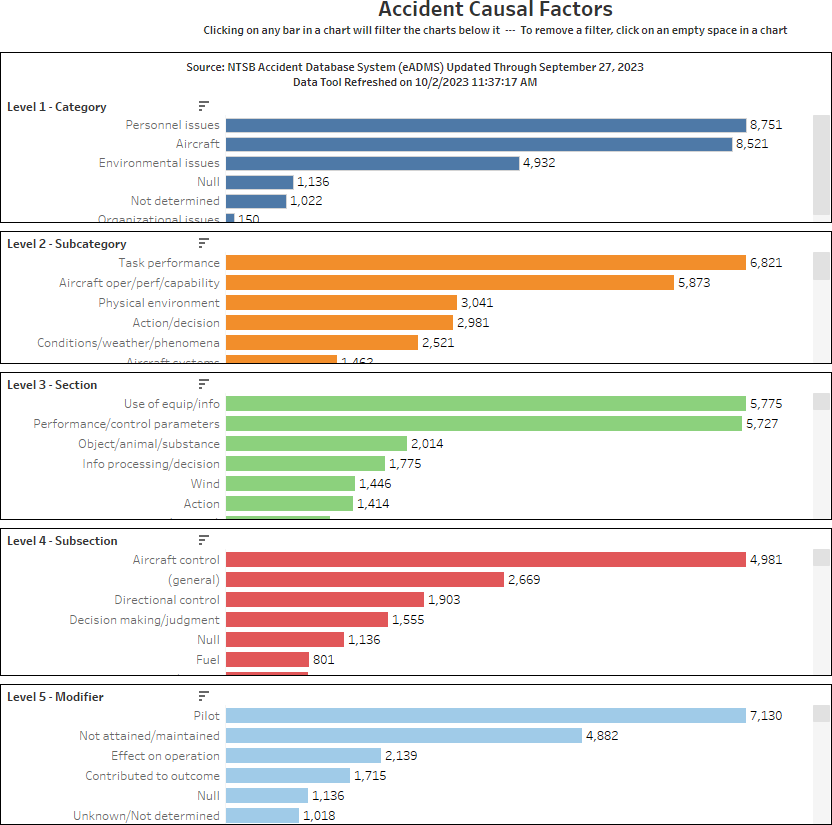 Accident Causal Factors
Clicking on any bar in a chart will filter the charts below it --- To remove a filter, click on an empty space in a chart
Source: NTSB Accident Database System (eADMS) Updated Through September 27, 2023
Data Tool Refreshed on 10/2/2023 11:37:17 AM
Level 1 - Category
Personnel issues 8,751
Aircraft 8,521
Environmental issues 4,932
Null 1,136
Not determined 1,022
Organizational issues 150
Level 2 - Subcategory
Task performance 6,821
Aircraft oper/perf/capability 5,873
Physical environment 3,041
Action/decision 2,981
Conditions/weather/phenomena 2,521
Aircraft systems 1,462
Level 3 - Section
Use of equip/info 5,775
Performance/control parameters 5,727
Object/animal/substance 2,014
Info processing/decision 1,775
Wind 1,446
Action 1,414
Level 4 - Subsection
Aircraft control 4,981
(general) 2,669
Directional control 1,903
Decision making/judgment 1,555
Null 1,136
Fuel 801
Level 5 - Modifier
Pilot 7,130
Not attained/maintained 4,882
Effect on operation 2,139
Contributed to outcome 1,715
Null 1,136
Unknown/Not determined 1,018